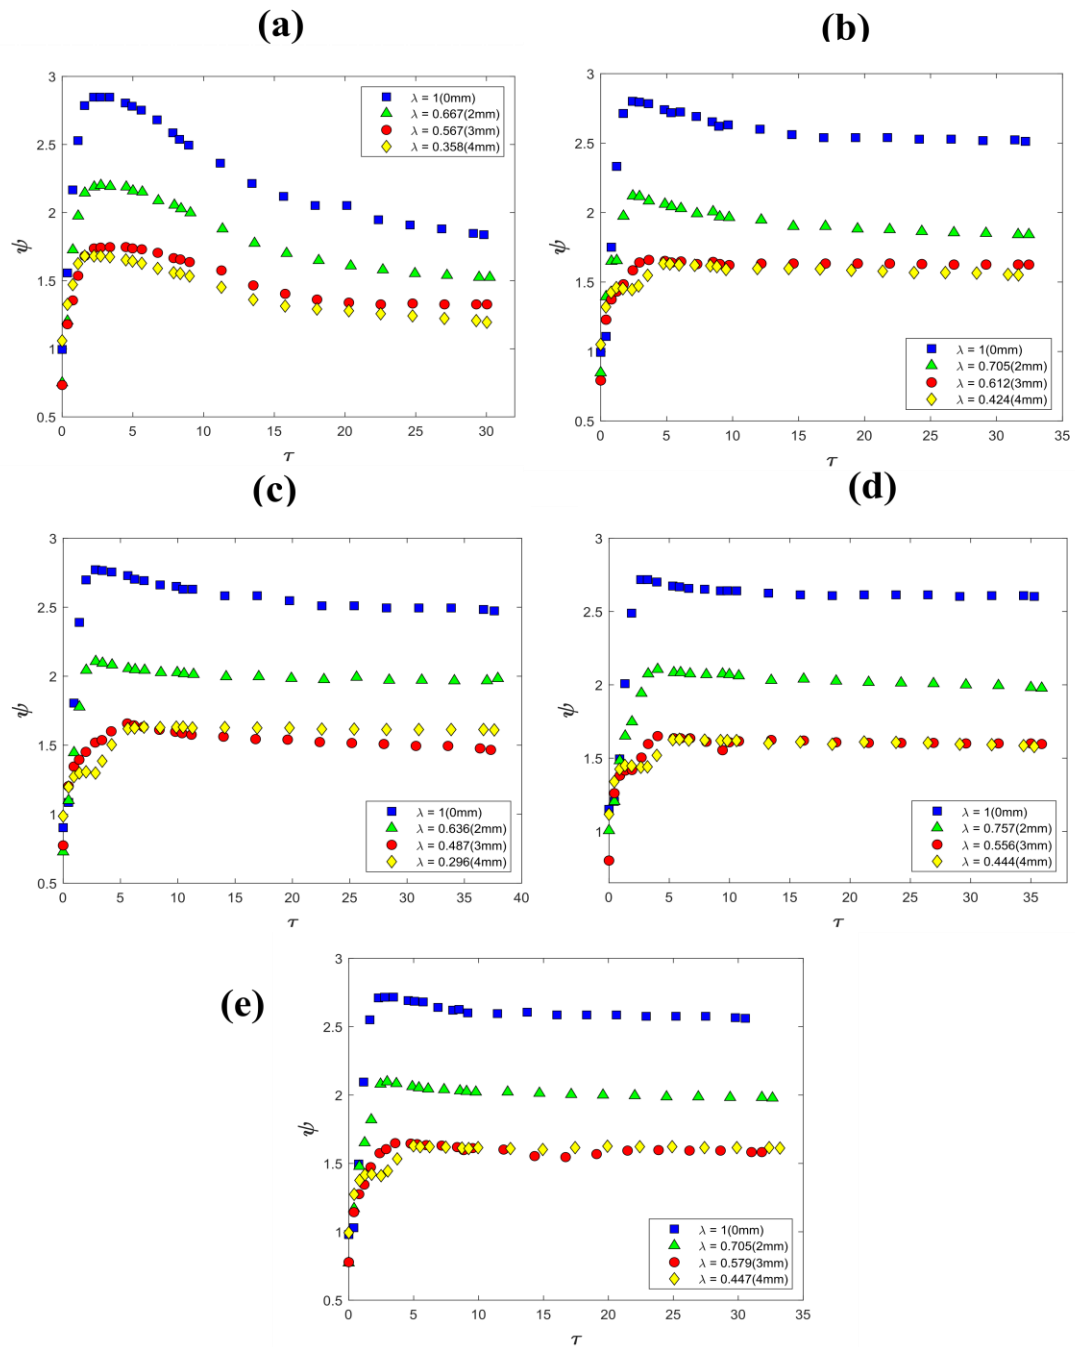 (a)
3
2.5
2
1.5
1
0.5
ψ
0 5 10 15 20 25 30
τ
λ = 1(0mm)
λ = 0.667(2mm)
λ = 0.567(3mm)
λ = 0.358(4mm)
(b)
3
2.5
2
1.5
1
0.5
ψ
0 5 10 15 20 25 30 35
τ
λ = 1(0mm)
λ = 0.705(2mm)
λ = 0.612(3mm)
λ = 0.424(4mm)
(c)
3
2.5
2
1.5
1
0.5
ψ
0 5 10 15 20 25 30 35 40
τ
λ = 1(0mm)
λ = 0.636(2mm)
λ = 0.487(3mm)
λ = 0.296(4mm)
(d)
3
2.5
2
1.5
1
ψ
0 5 10 15 20 25 30 35
τ
λ = 1(0mm)
λ = 0.757(2mm)
λ = 0.556(3mm)
λ = 0.444(4mm)
(e)
3
2.5
2
1.5
1
0.5
ψ
0 5 10 15 20 25 30 35
τ
λ = 1(0mm)
λ = 0.705(2mm)
λ = 0.579(3mm)
λ = 0.447(4mm)